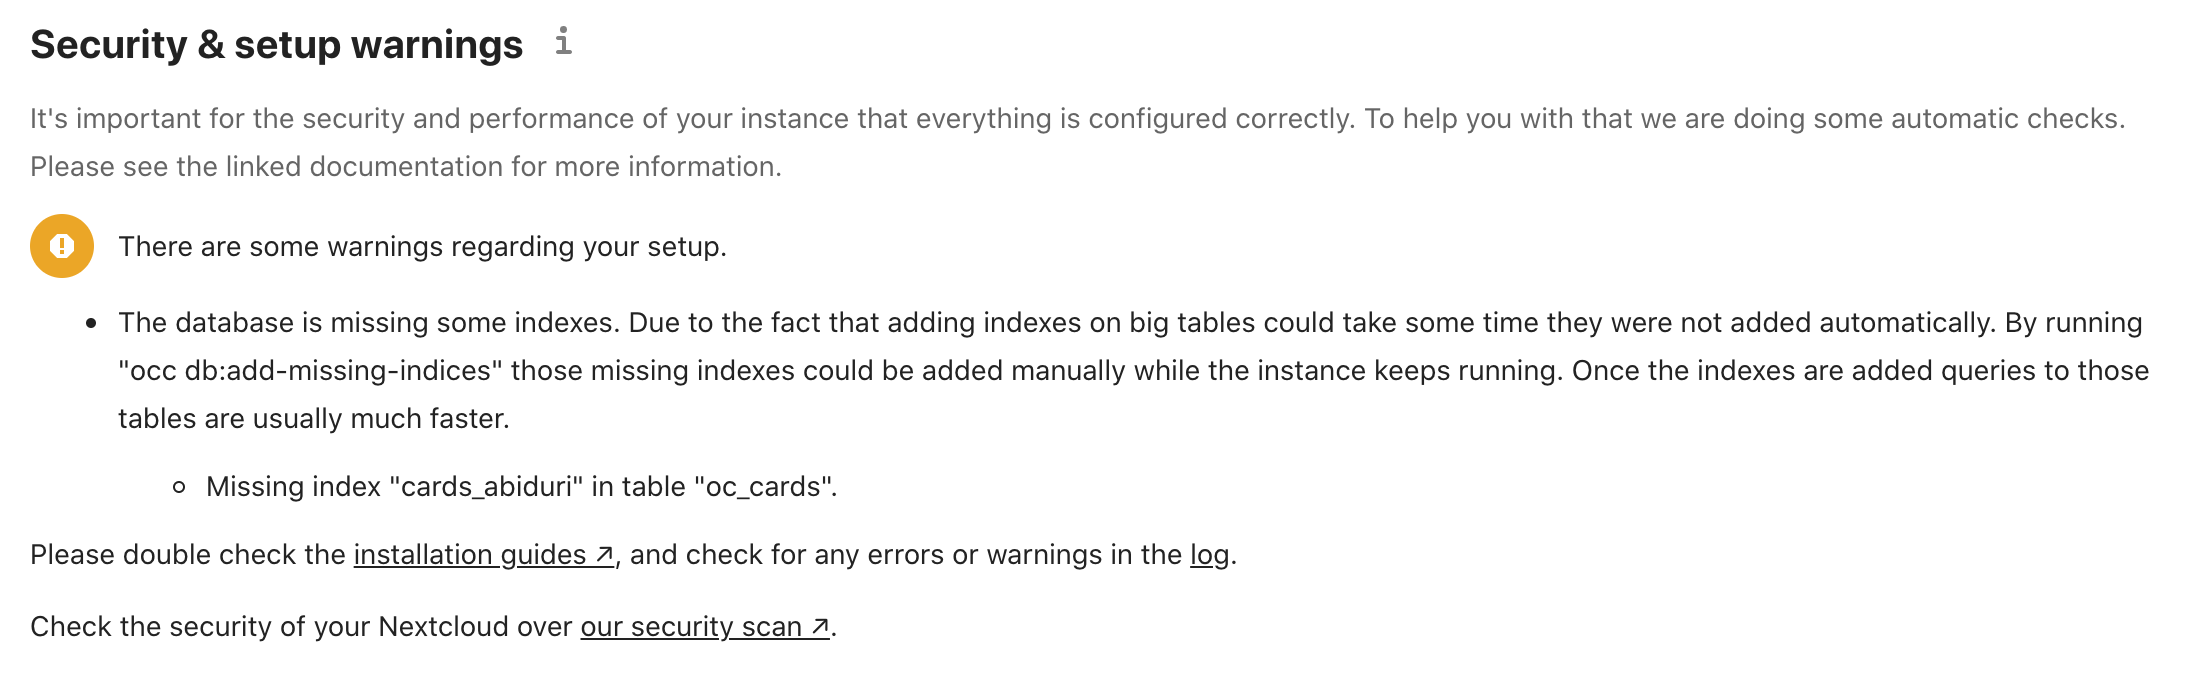 Security & setup warnings
It's important for the security and performance of your instance that everything is configured correctly. To help you with that we are doing some automatic checks.
Please see the linked documentation for more information.
There are some warnings regarding your setup.
• The database is missing some indexes. Due to the fact that adding indexes on big tables could take some time they were not added automatically. By running
"occ db:add-missing-indices" those missing indexes could be added manually while the instance keeps running. Once the indexes are added queries to those
tables are usually much faster.
◦ Missing index "cards_abiduri" in table "oc_cards".
Please double check the installation guides ↗, and check for any errors or warnings in the log.
Check the security of your Nextcloud over our security scan ↗.